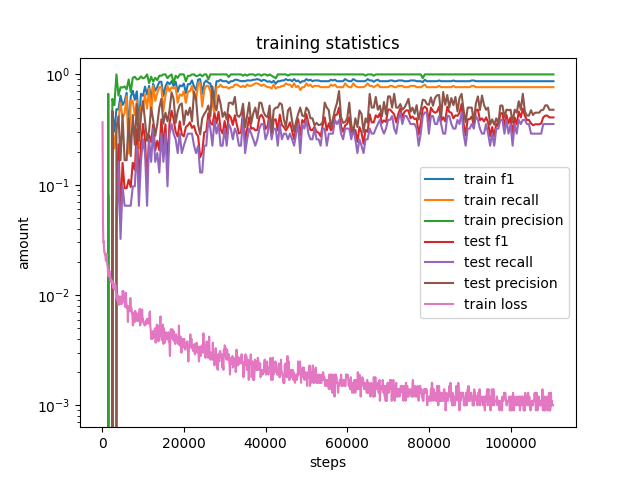 training statistics
amount
10⁰
10⁻¹
10⁻²
10⁻³
train f1
train recall
train precision
test f1
test recall
test precision
train loss
0 20000 40000 60000 80000 100000
steps